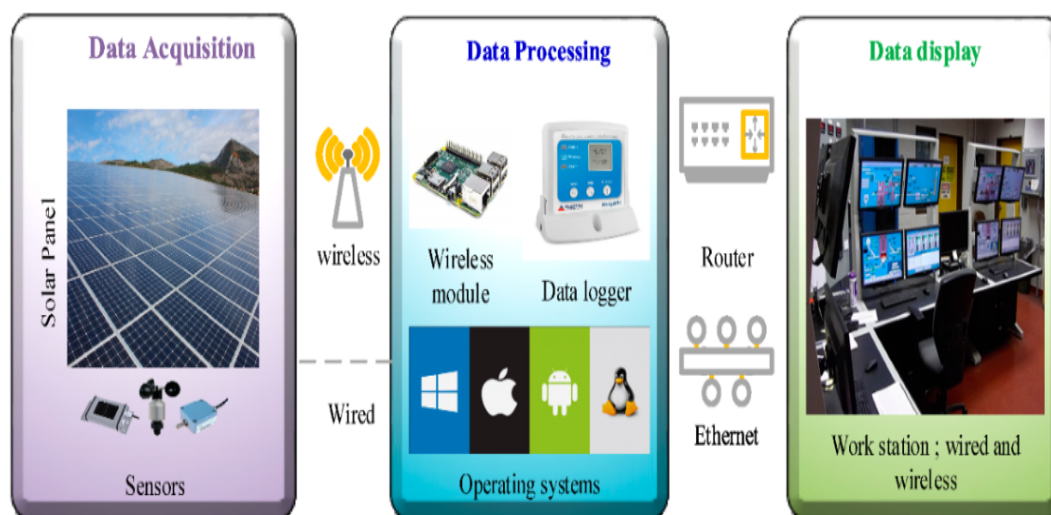 Data Acquisition
Solar Panel
Sensors
wireless
Wired
Data Processing
Wireless
module
Data logger
Operating systems
Router
Ethernet
Data display
Work station ; wired and
wireless